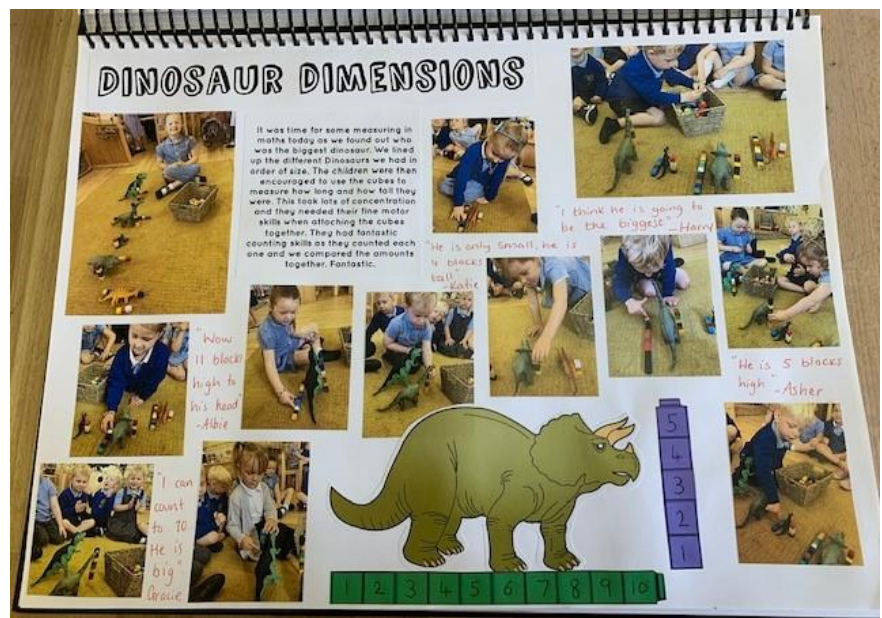 DINOSAUR DIMENSIONS
It was time for some measuring in
maths today as we found out who
was the biggest dinosaur. We lined
up the different Dinosaurs we had in
order of size. The children were then
encouraged to use the cubes to
measure how long and how tall they
were. This took lots of concentration
and they needed their fine motor
skills when attaching the cubes
together. They had fantastic
counting skills as they counted each
one and we compared the amounts
together. Fantastic.
"I think he is going to
be the biggest" -Harry
"He is only small, he is
4 blocks
tall"
-Katie
"Wow
11 blocks
high to
his head"
-Albie
"He is 5 blocks
high" -Asher
"I can
count
to 10
He is
big"
Gracie
5
4
3
2
1
1 2 3 4 5 6 7 8 9 10